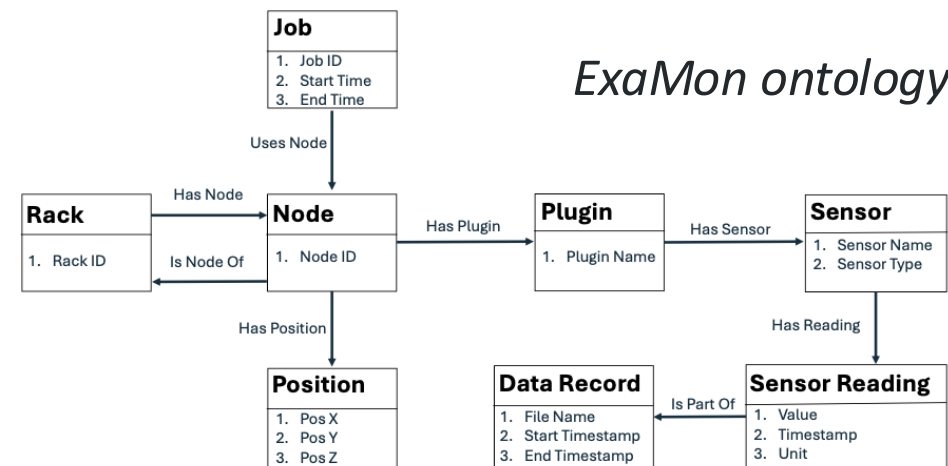 Job
1. Job ID
2. Start Time
3. End Time
ExaMon ontology
Uses Node
Has Node
Rack
1. Rack ID
Is Node Of
Node
1. Node ID
Has Plugin
Plugin
1. Plugin Name
Has Sensor
Sensor
1. Sensor Name
2. Sensor Type
Has Position
Has Reading
Position
1. Pos X
2. Pos Y
3. Pos Z
Data Record
1. File Name
2. Start Timestamp
3. End Timestamp
Is Part Of
Sensor Reading
1. Value
2. Timestamp
3. Unit